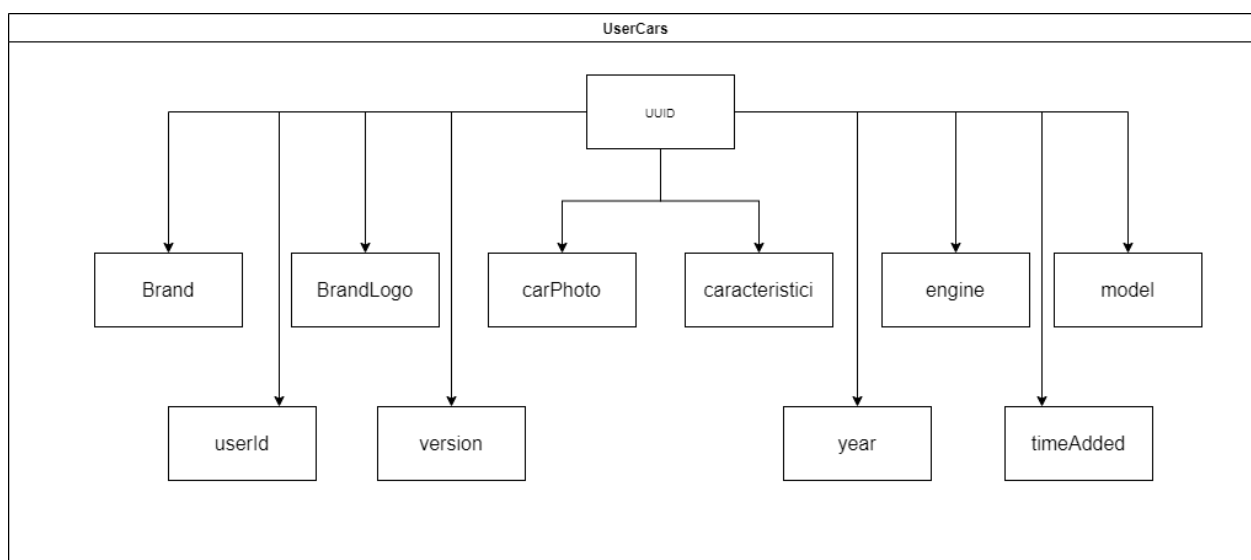 UserCars
UUID
Brand
BrandLogo
carPhoto
caracteristici
engine
model
userId
version
year
timeAdded